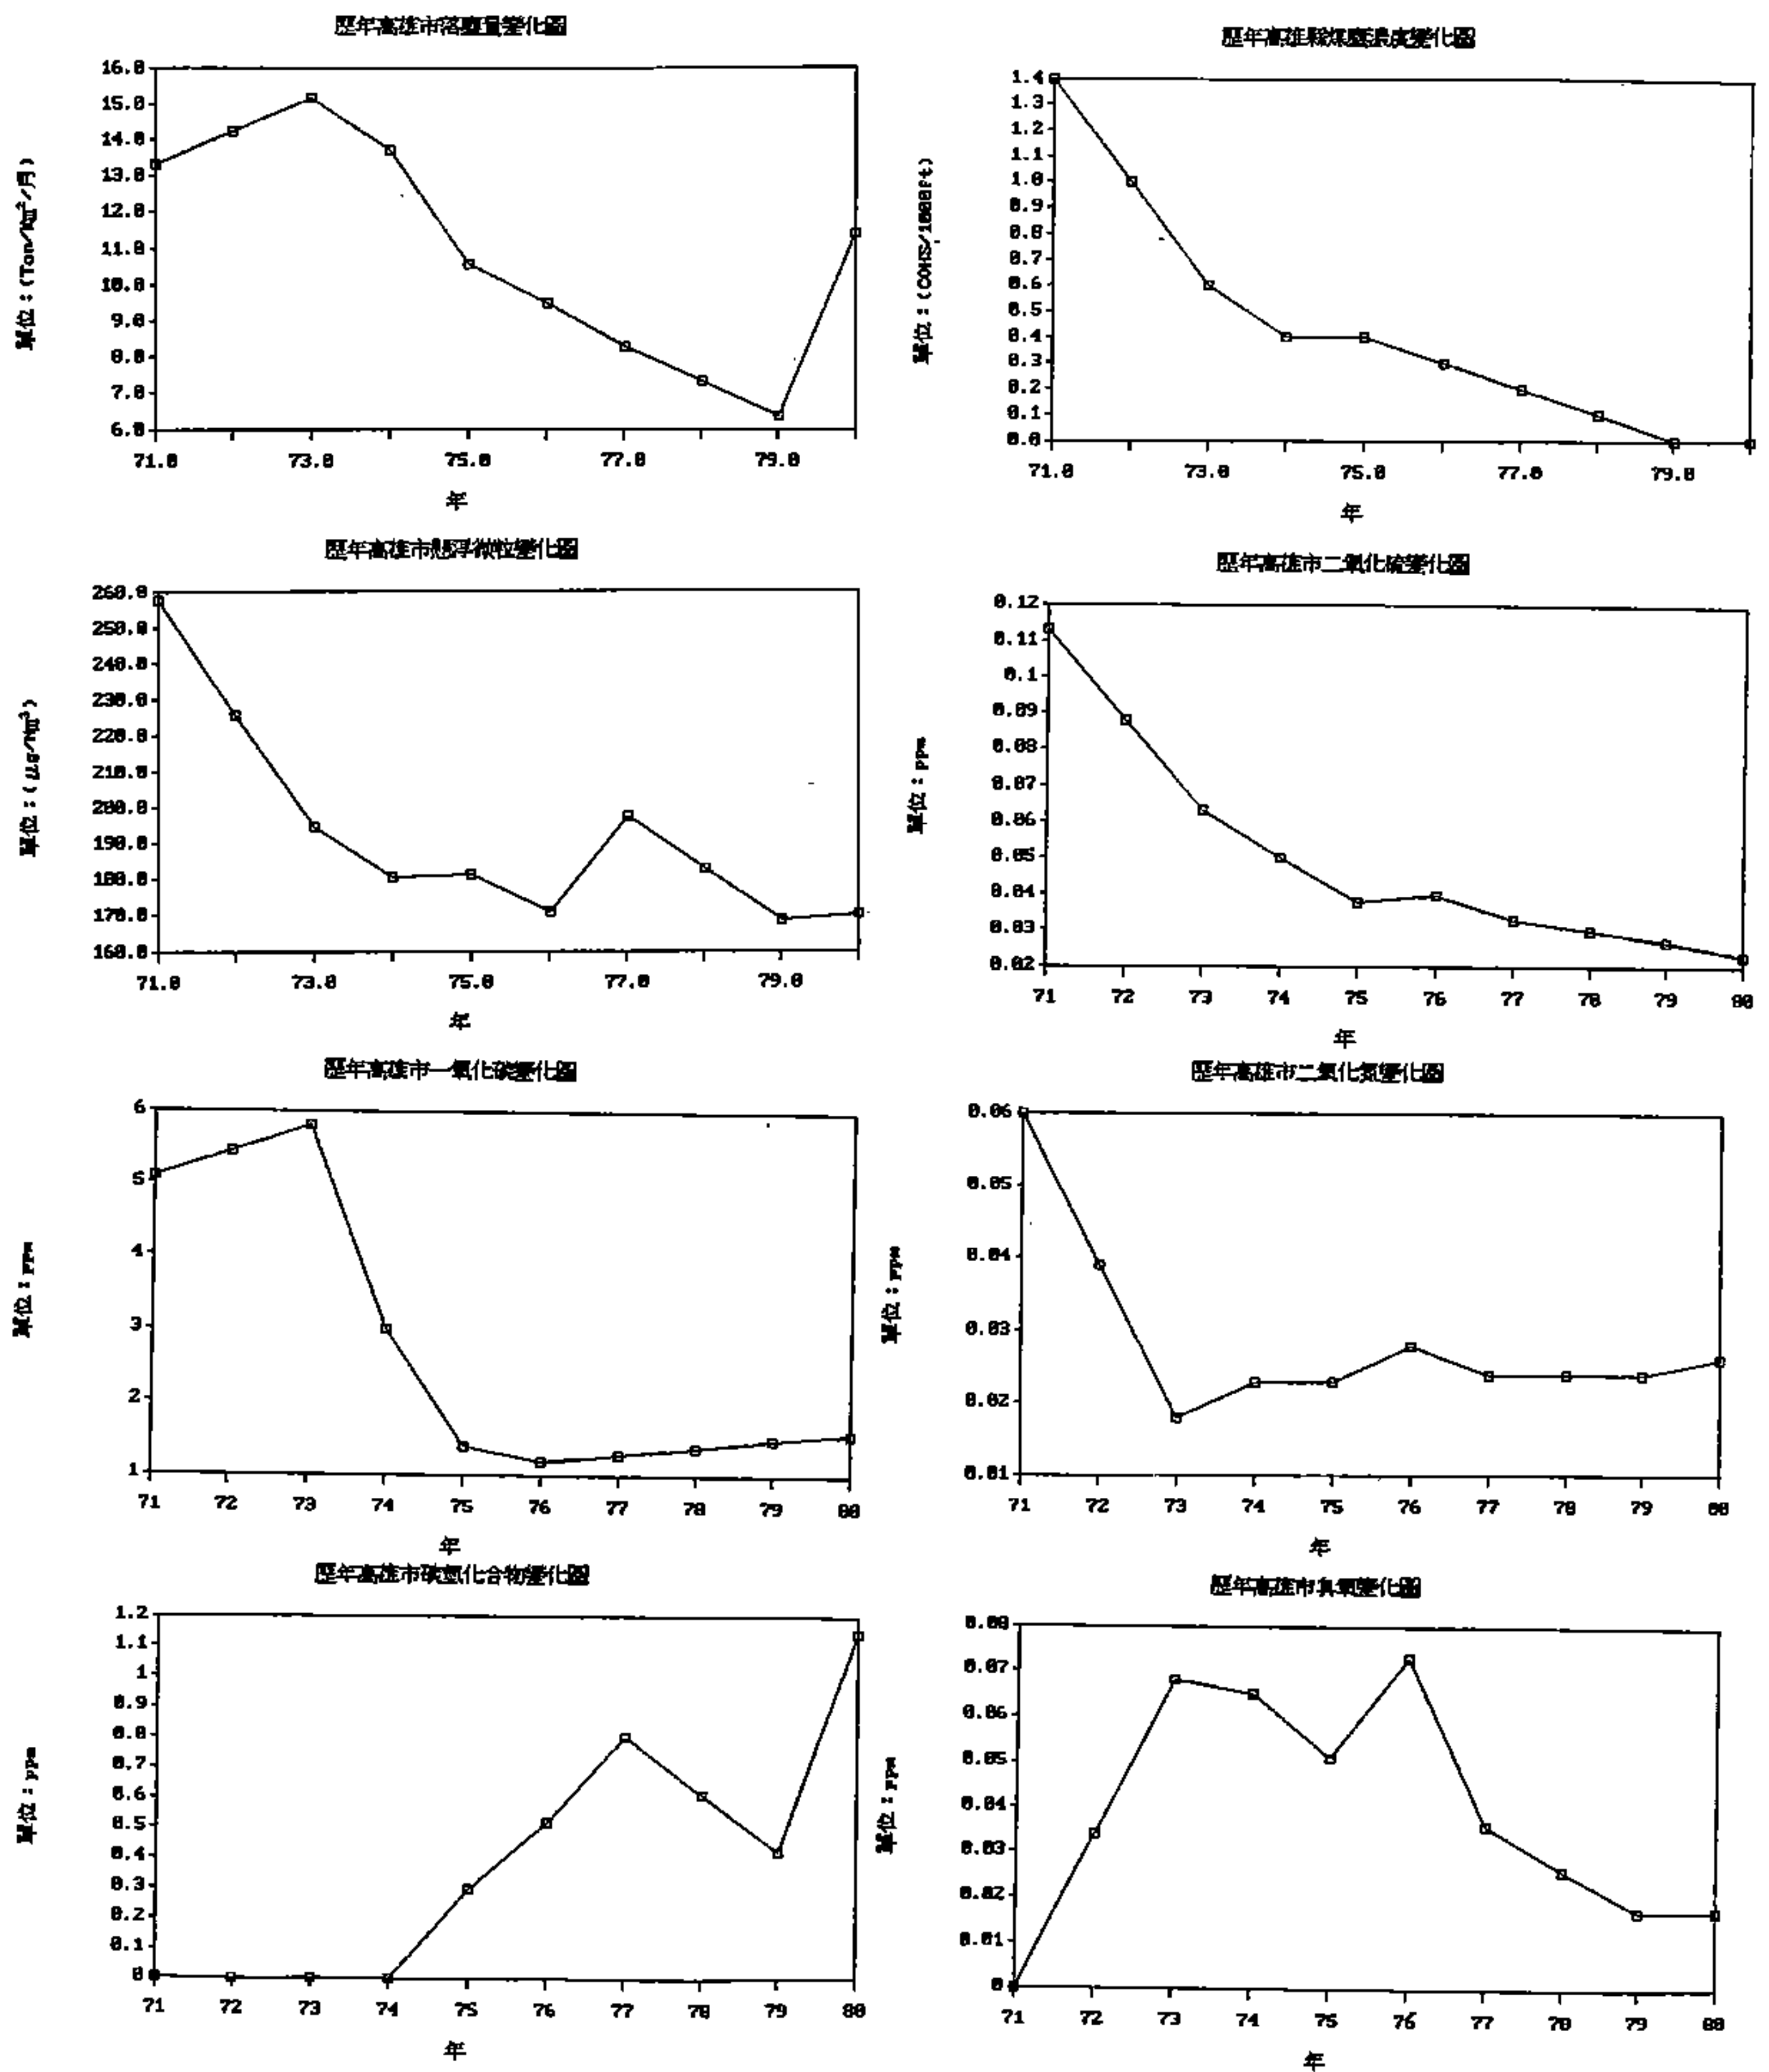 歷年高雄市落塵量變化圖
單位：(Ton/Km²/月)
16.0
15.0
14.0
13.0
12.0
11.0
10.0
9.0
8.0
7.0
6.0
71.0 73.0 75.0 77.0 79.0
年
歷年高雄縣煤塵濃度變化圖
單位：(COHS/1000ft)
1.4
1.3
1.2
1.1
1.0
0.9
0.8
0.7
0.6
0.5
0.4
0.3
0.2
0.1
0.0
71.0 73.0 75.0 77.0 79.0
年
歷年高雄市懸浮微粒變化圖
單位：(μg/Nm³)
260.0
250.0
240.0
230.0
220.0
210.0
200.0
190.0
180.0
170.0
160.0
71.0 73.0 75.0 77.0 79.0
年
歷年高雄市二氧化硫變化圖
單位：ppm
0.12
0.11
0.1
0.09
0.08
0.07
0.06
0.05
0.04
0.03
0.02
71 72 73 74 75 76 77 78 79 80
年
歷年高雄市一氧化碳變化圖
單位：ppm
6
5
4
3
2
1
71 72 73 74 75 76 77 78 79 80
年
歷年高雄市二氧化氮變化圖
單位：ppm
0.06
0.05
0.04
0.03
0.02
0.01
71 72 73 74 75 76 77 78 79 80
年
歷年高雄市碳氫化合物變化圖
單位：ppm
1.2
1.1
1
0.9
0.8
0.7
0.6
0.5
0.4
0.3
0.2
0.1
0
71 72 73 74 75 76 77 78 79 80
年
歷年高雄市臭氧變化圖
單位：ppm
0.08
0.07
0.06
0.05
0.04
0.03
0.02
0.01
0
71 72 73 74 75 76 77 78 79 80
年